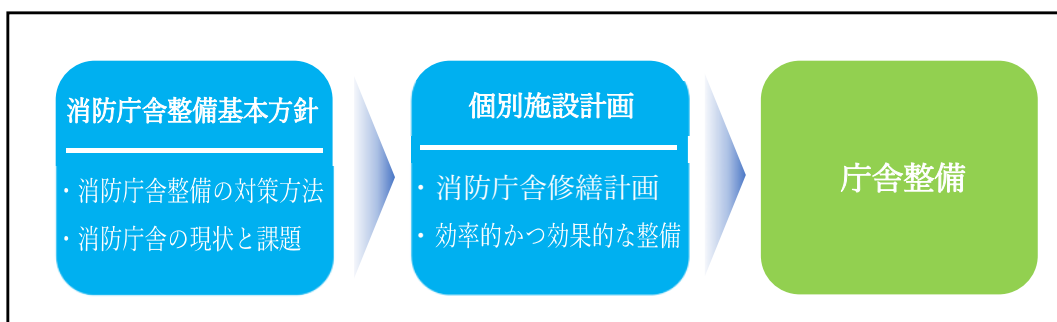 消防庁舎整備基本方針
・消防庁舎整備の対策方法
・消防庁舎の現状と課題
個別施設計画
・消防庁舎修繕計画
・効率的かつ効果的な整備
庁舎整備